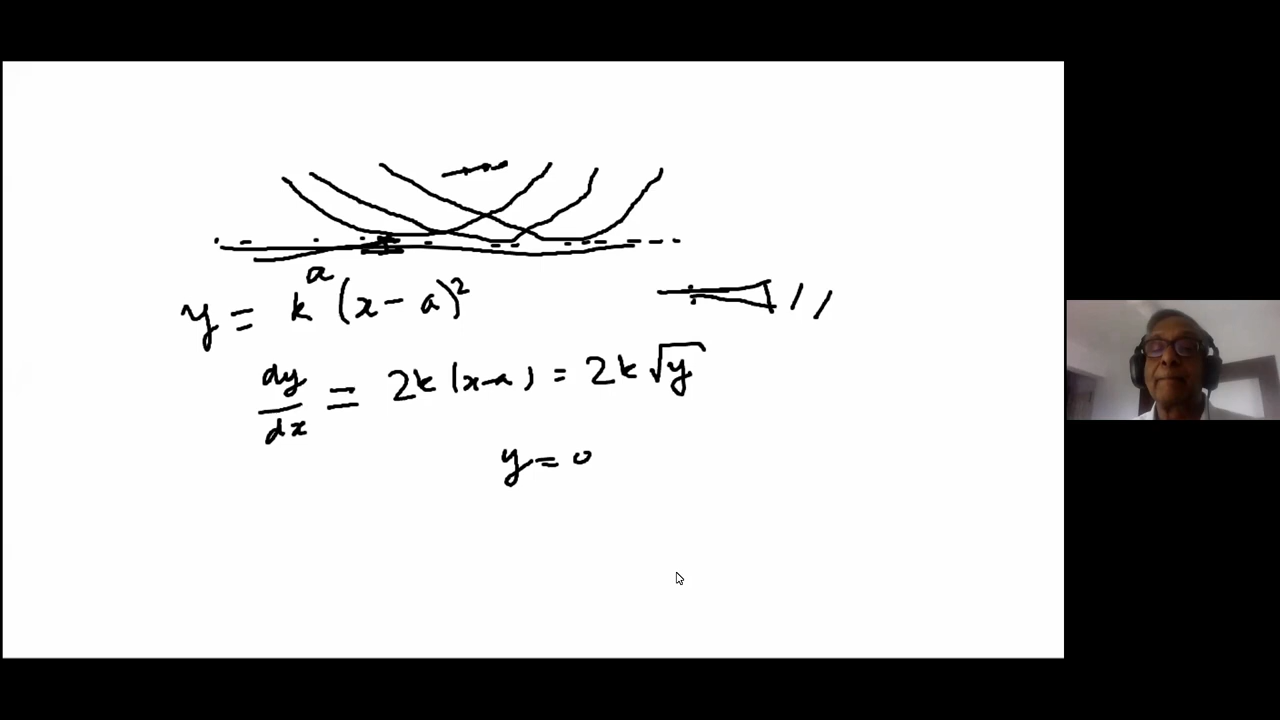 a
y = k (x - a)²
dy/dx = 2k (x-a) = 2k √y
y = 0